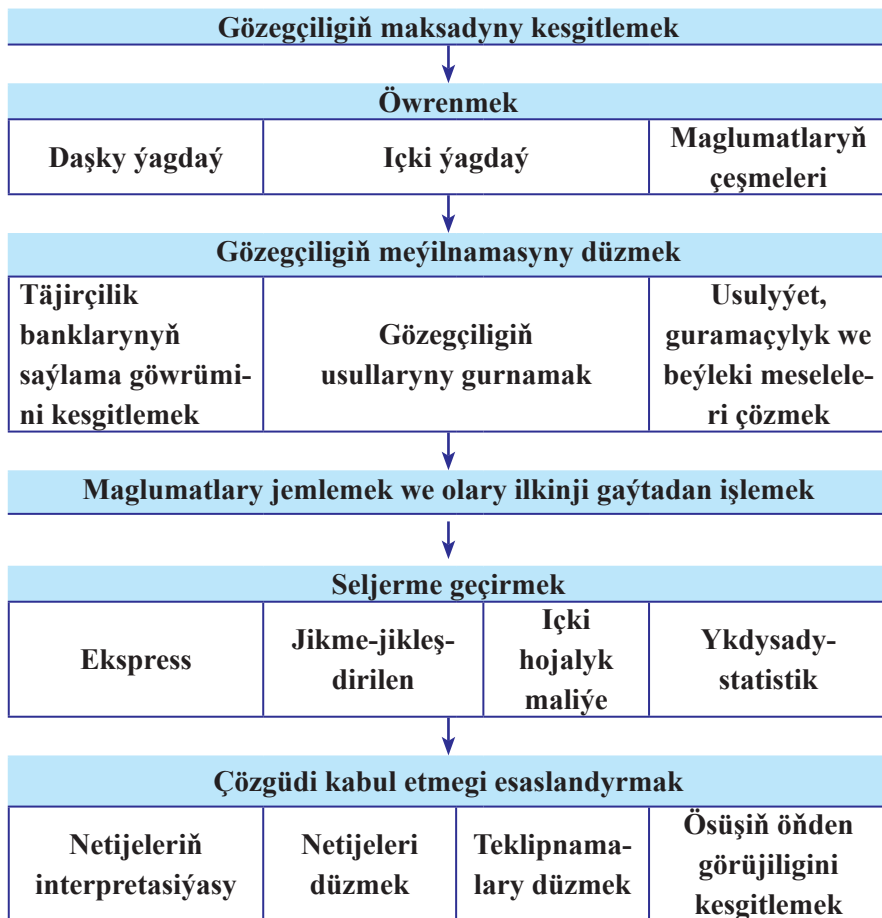 Gözegçiligiň maksadyny kesgitlemek
Öwrenmek
Daşky ýagdaý
Içki ýagdaý
Maglumatlaryň
çeşmeleri
Gözegçiligiň meýilnamasyny düzmek
Täjirçilik
banklarynyň
saýlama göwrümi-
ni kesgitlemek
Gözegçiligiň
usullaryny gurnamak
Usulyýet,
guramaçylyk we
beýleki meselele-
ri çözmek
Maglumatlary jemlemek we olary ilkinji gaýtadan işlemek
Seljerme geçirmek
Ekspress
Jikme-jikleş-
dirilen
Içki
hojalyk
maliýe
Ykdysady-
statistik
Çözgüdi kabul etmegi esaslandyrmak
Netijeleriň
interpretasiýasy
Netijeleri
düzmek
Teklipnama-
lary düzmek
Ösüşiň öňden
görüjiligini
kesgitlemek